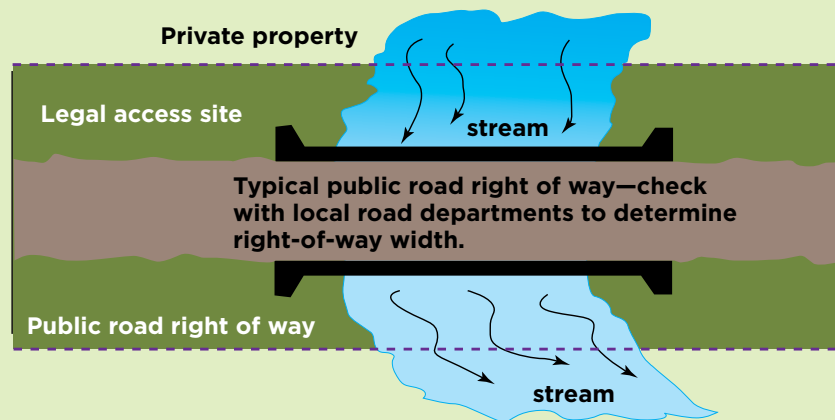 Private property
Legal access site
stream
Typical public road right of way—check
with local road departments to determine
right-of-way width.
Public road right of way
stream